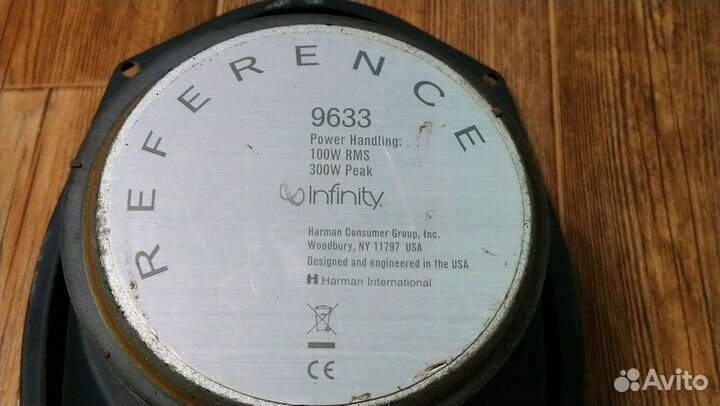 REFERENCE
9633
Power Handling:
100W RMS
300W Peak
Infinity
Harman Consumer Group, Inc.
Woodbury, NY 11797 USA
Designed and engineered in the USA
H Harman International
CE
Avito